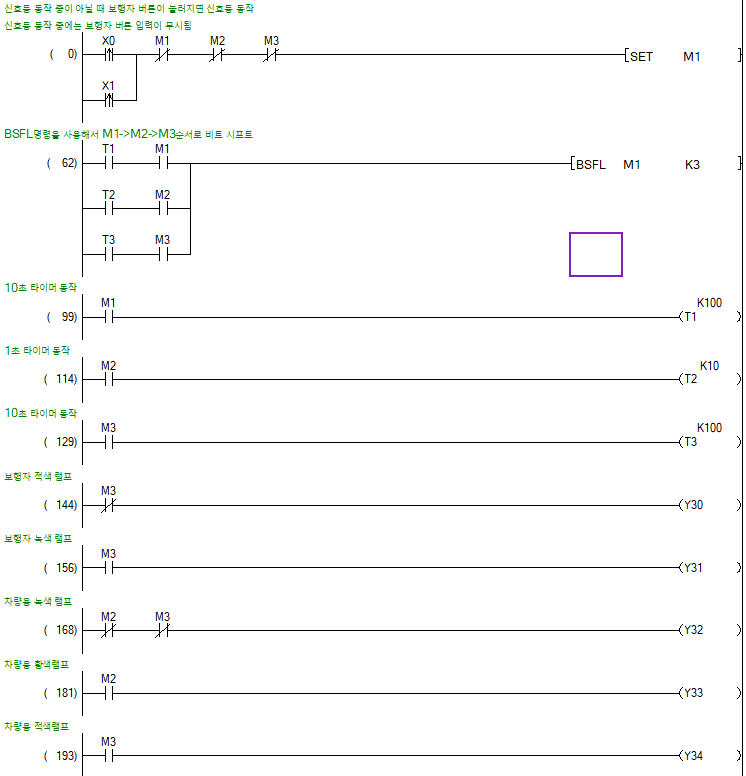 신호등 동작 중이 아닐 때 보행자 버튼이 눌러지면 신호등 동작
신호등 동작 중에는 보행자 버튼 입력이 무시됨
X0 M1 M2 M3
( 0) [SET M1 ]
X1
BSFL명령을 사용해서 M1->M2->M3순서로 비트 시프트
T1 M1
( 62) [BSFL M1 K3 ]
T2 M2
T3 M3
10초 타이머 동작
M1 K100
( 99) (T1 )
1초 타이머 동작
M2 K10
( 114) (T2 )
10초 타이머 동작
M3 K100
( 129) (T3 )
보행자 적색 램프
M3
( 144) (Y30 )
보행자 녹색 램프
M3
( 156) (Y31 )
차량용 녹색 램프
M2 M3
( 168) (Y32 )
차량용 황색램프
M2
( 181) (Y33 )
차량용 적색램프
M3
( 193) (Y34 )